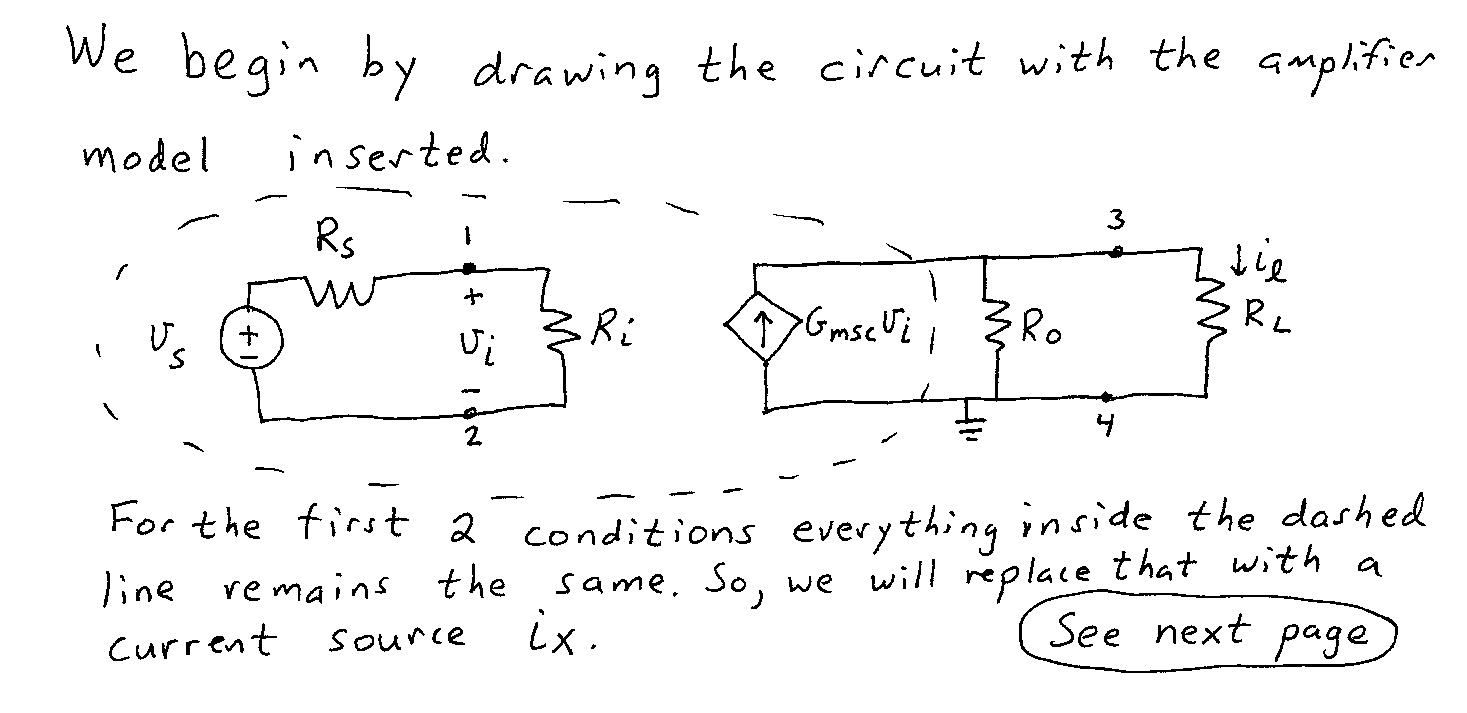 We begin by drawing the circuit with the amplifier
model inserted.
Rs
1
3
↓il
+
vs
+
-
vi
Ri
↑
Gmsc vi
Ro
RL
-
2
4
For the first 2 conditions everything inside the dashed
line remains the same. So, we will replace that with a
current source ix.
See next page